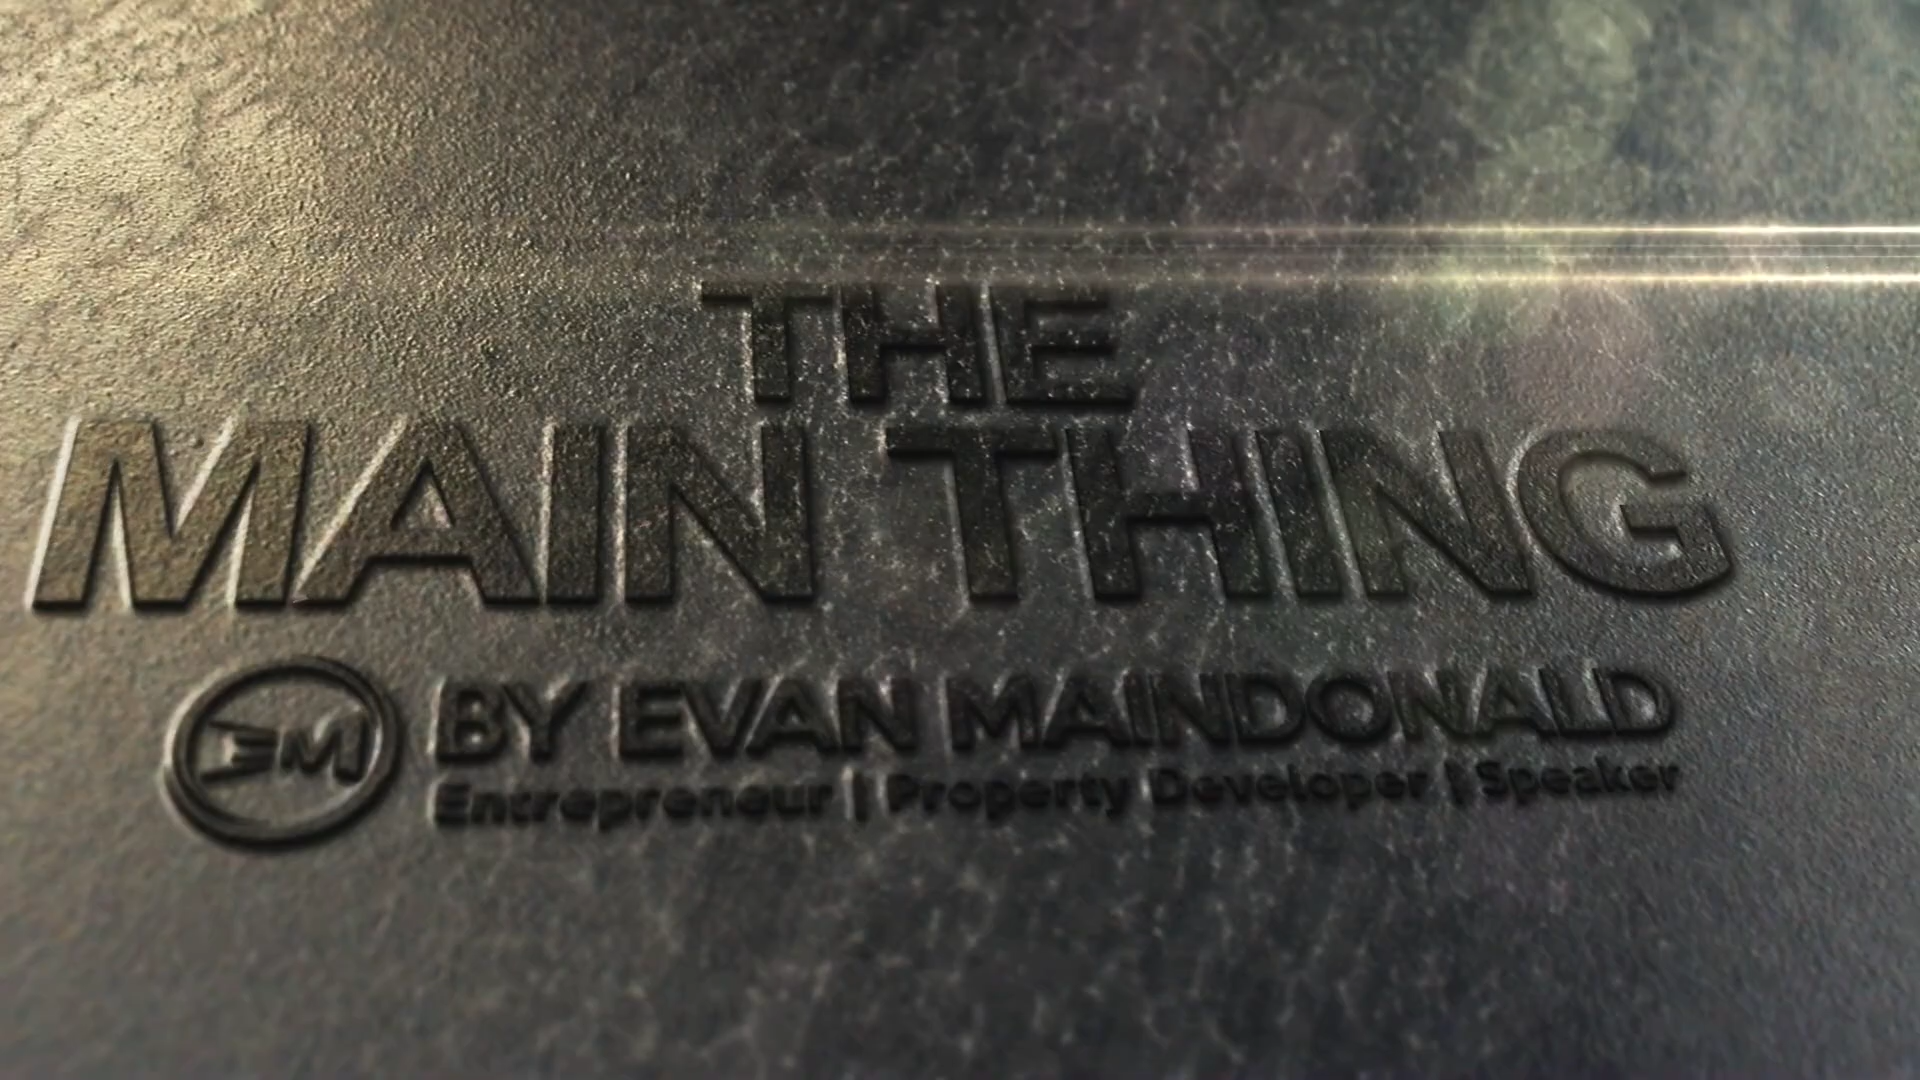 THE
MAIN THING
EM
BY EVAN MAINDONALD
Entrepreneur | Property Developer | Speaker